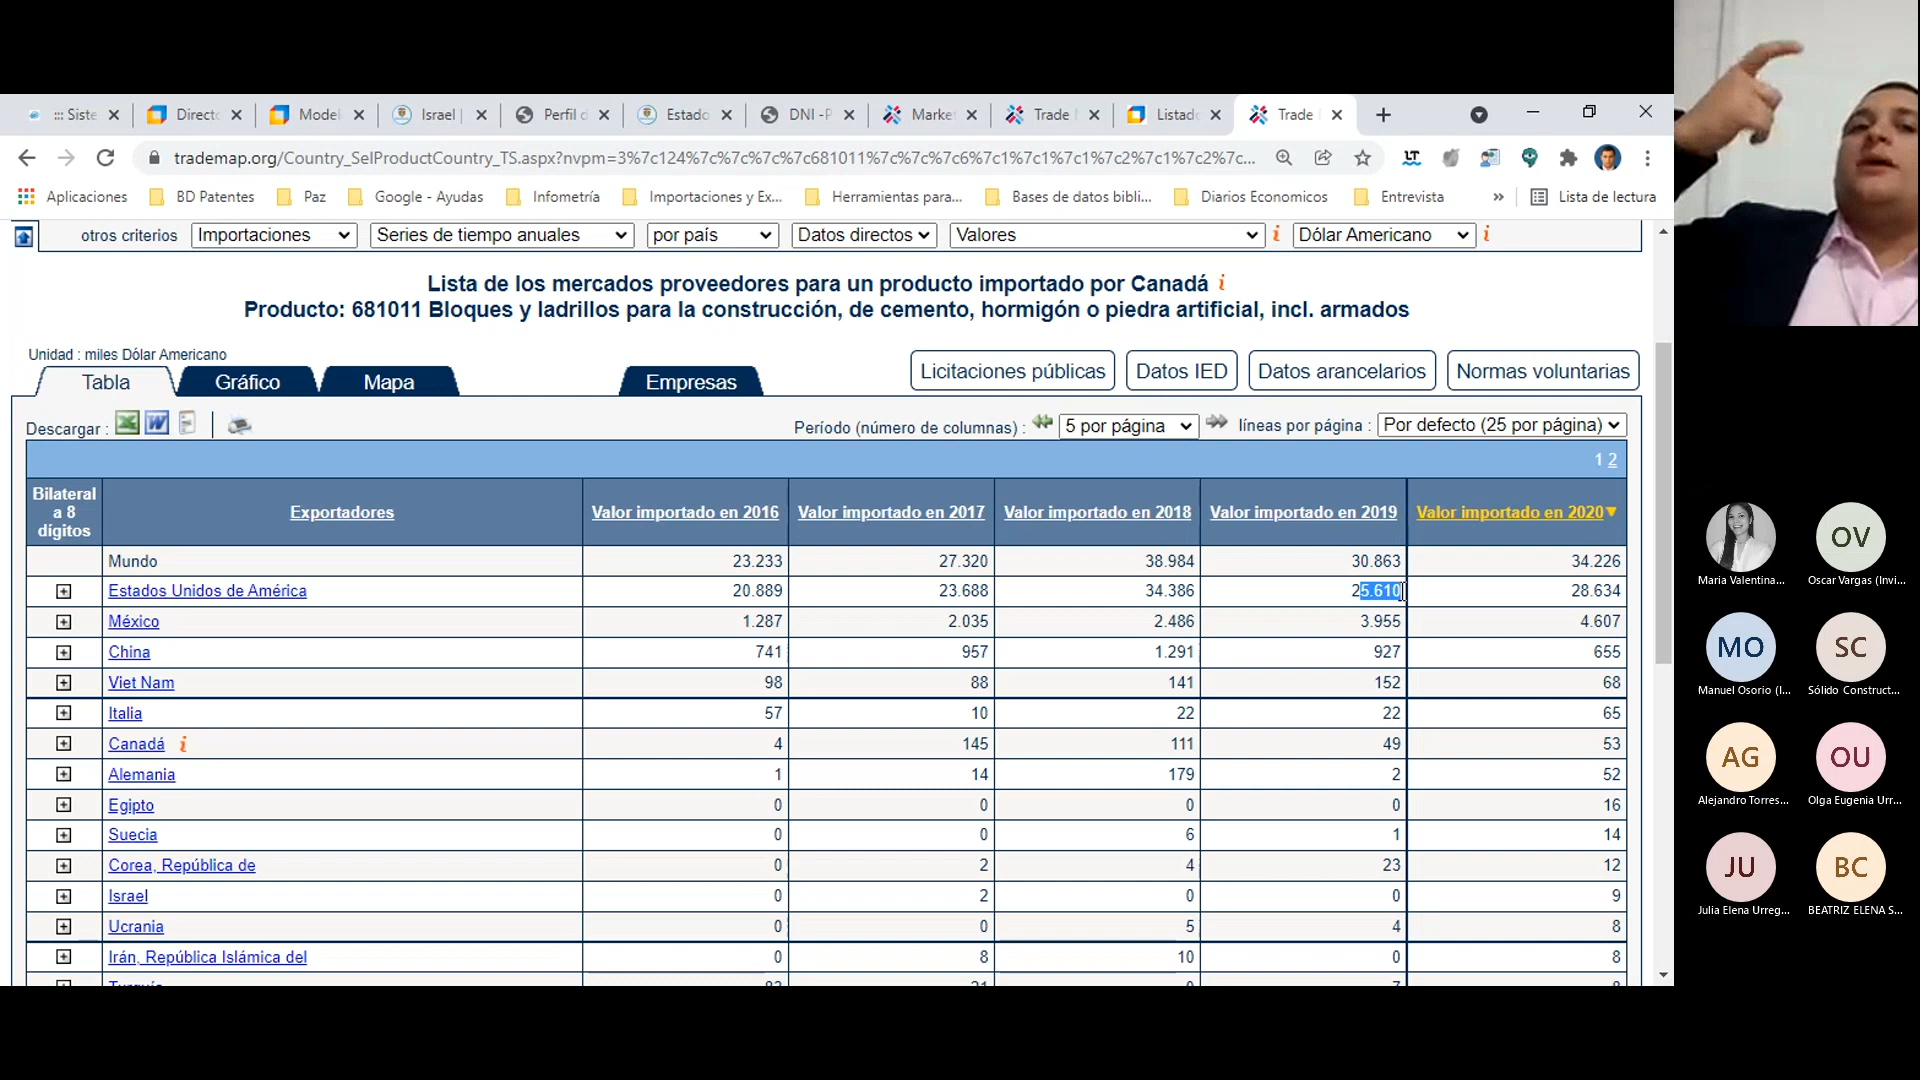 ::: Siste
Directo
Model
Israel |
Perfil d
Estado
DNI -P
Marke
Trade
Listad
Trade
trademap.org/Country_SelProductCountry_TS.aspx?nvpm=3%7c124%7c%7c%7c%7c681011%7c%7c%7c6%7c1%7c1%7c1%7c2%7c1%7c2%7c...
Aplicaciones BD Patentes Paz Google - Ayudas Infometría Importaciones y Ex... Herramientas para... Bases de datos bibli... Diarios Economicos Entrevista » Lista de lectura
otros criterios Importaciones Series de tiempo anuales por país Datos directos Valores i Dólar Americano i
Lista de los mercados proveedores para un producto importado por Canadá i
Producto: 681011 Bloques y ladrillos para la construcción, de cemento, hormigón o piedra artificial, incl. armados
Unidad : miles Dólar Americano
Tabla Gráfico Mapa Empresas Licitaciones públicas Datos IED Datos arancelarios Normas voluntarias
Descargar : Período (número de columnas) : 5 por página líneas por página : Por defecto (25 por página)
1 2
Bilateral a 8 dígitos Exportadores Valor importado en 2016 Valor importado en 2017 Valor importado en 2018 Valor importado en 2019 Valor importado en 2020▼
Mundo 23.233 27.320 38.984 30.863 34.226
Estados Unidos de América 20.889 23.688 34.386 25.610 28.634
México 1.287 2.035 2.486 3.955 4.607
China 741 957 1.291 927 655
Viet Nam 98 88 141 152 68
Italia 57 10 22 22 65
Canadá i 4 145 111 49 53
Alemania 1 14 179 2 52
Egipto 0 0 0 0 16
Suecia 0 0 6 1 14
Corea, República de 0 2 4 23 12
Israel 0 2 0 0 9
Ucrania 0 0 5 4 8
Irán, República Islámica del 0 8 10 0 8
Maria Valentina...
OV
Oscar Vargas (Invi...
MO
Manuel Osorio (I...
SC
Sólido Construct...
AG
Alejandro Torres...
OU
Olga Eugenia Urr...
JU
Julia Elena Urreg...
BC
BEATRIZ ELENA S...